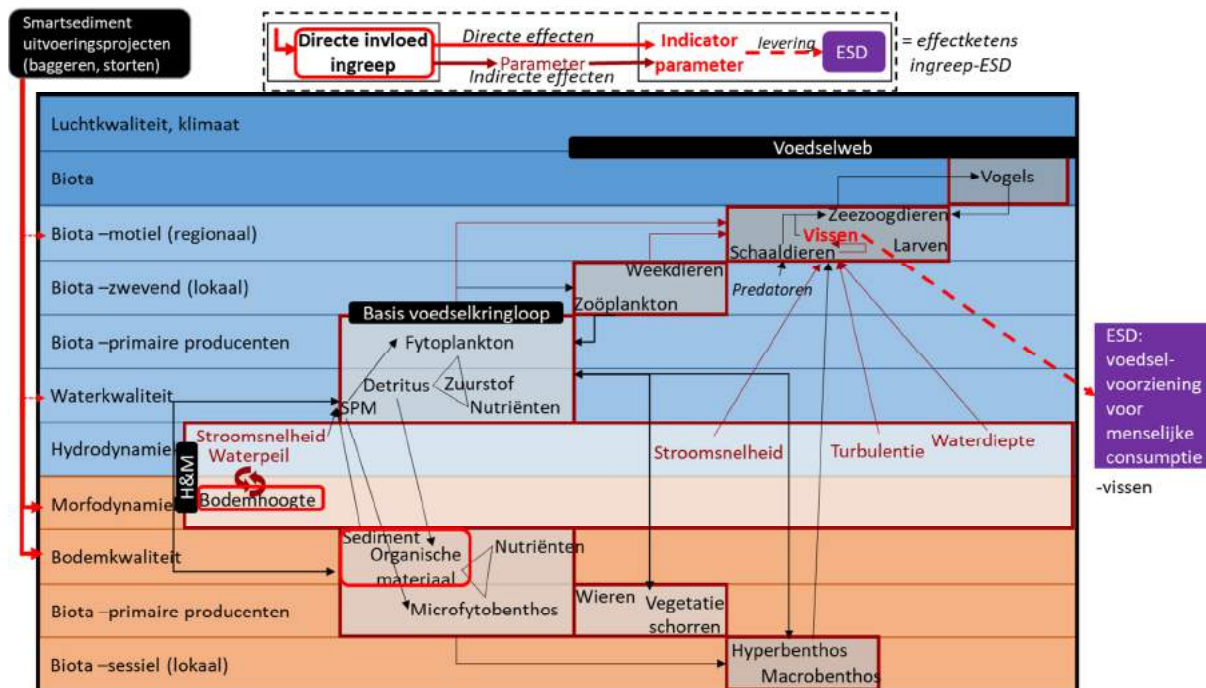 Smartsediment
uitvoeringsprojecten
(baggeren, storten)
Directe invloed
ingreep
Directe effecten
Parameter
Indirecte effecten
Indicator
parameter
levering
ESD
= effectketens
ingreep-ESD
Luchtkwaliteit, klimaat
Voedselweb
Biota
Vogels
Biota –motiel (regionaal)
Zeezoogdieren
Vissen
Schaaldieren
Larven
Biota –zwevend (lokaal)
Weekdieren
Predatoren
Zoöplankton
Basis voedselkringloop
Biota –primaire producenten
Fytoplankton
Detritus
Zuurstof
Nutriënten
Waterkwaliteit
SPM
ESD:
voedsel-
voorziening
voor
menselijke
consumptie
-vissen
Hydrodynamie
H&M
Stroomsnelheid
Waterpeil
Stroomsnelheid
Turbulentie
Waterdiepte
Morfodynamie
Bodemhoogte
Bodemkwaliteit
Sediment
Organische
materiaal
Nutriënten
Biota –primaire producenten
Microfytobenthos
Wieren
Vegetatie
schorren
Biota –sessiel (lokaal)
Hyperbenthos
Macrobenthos